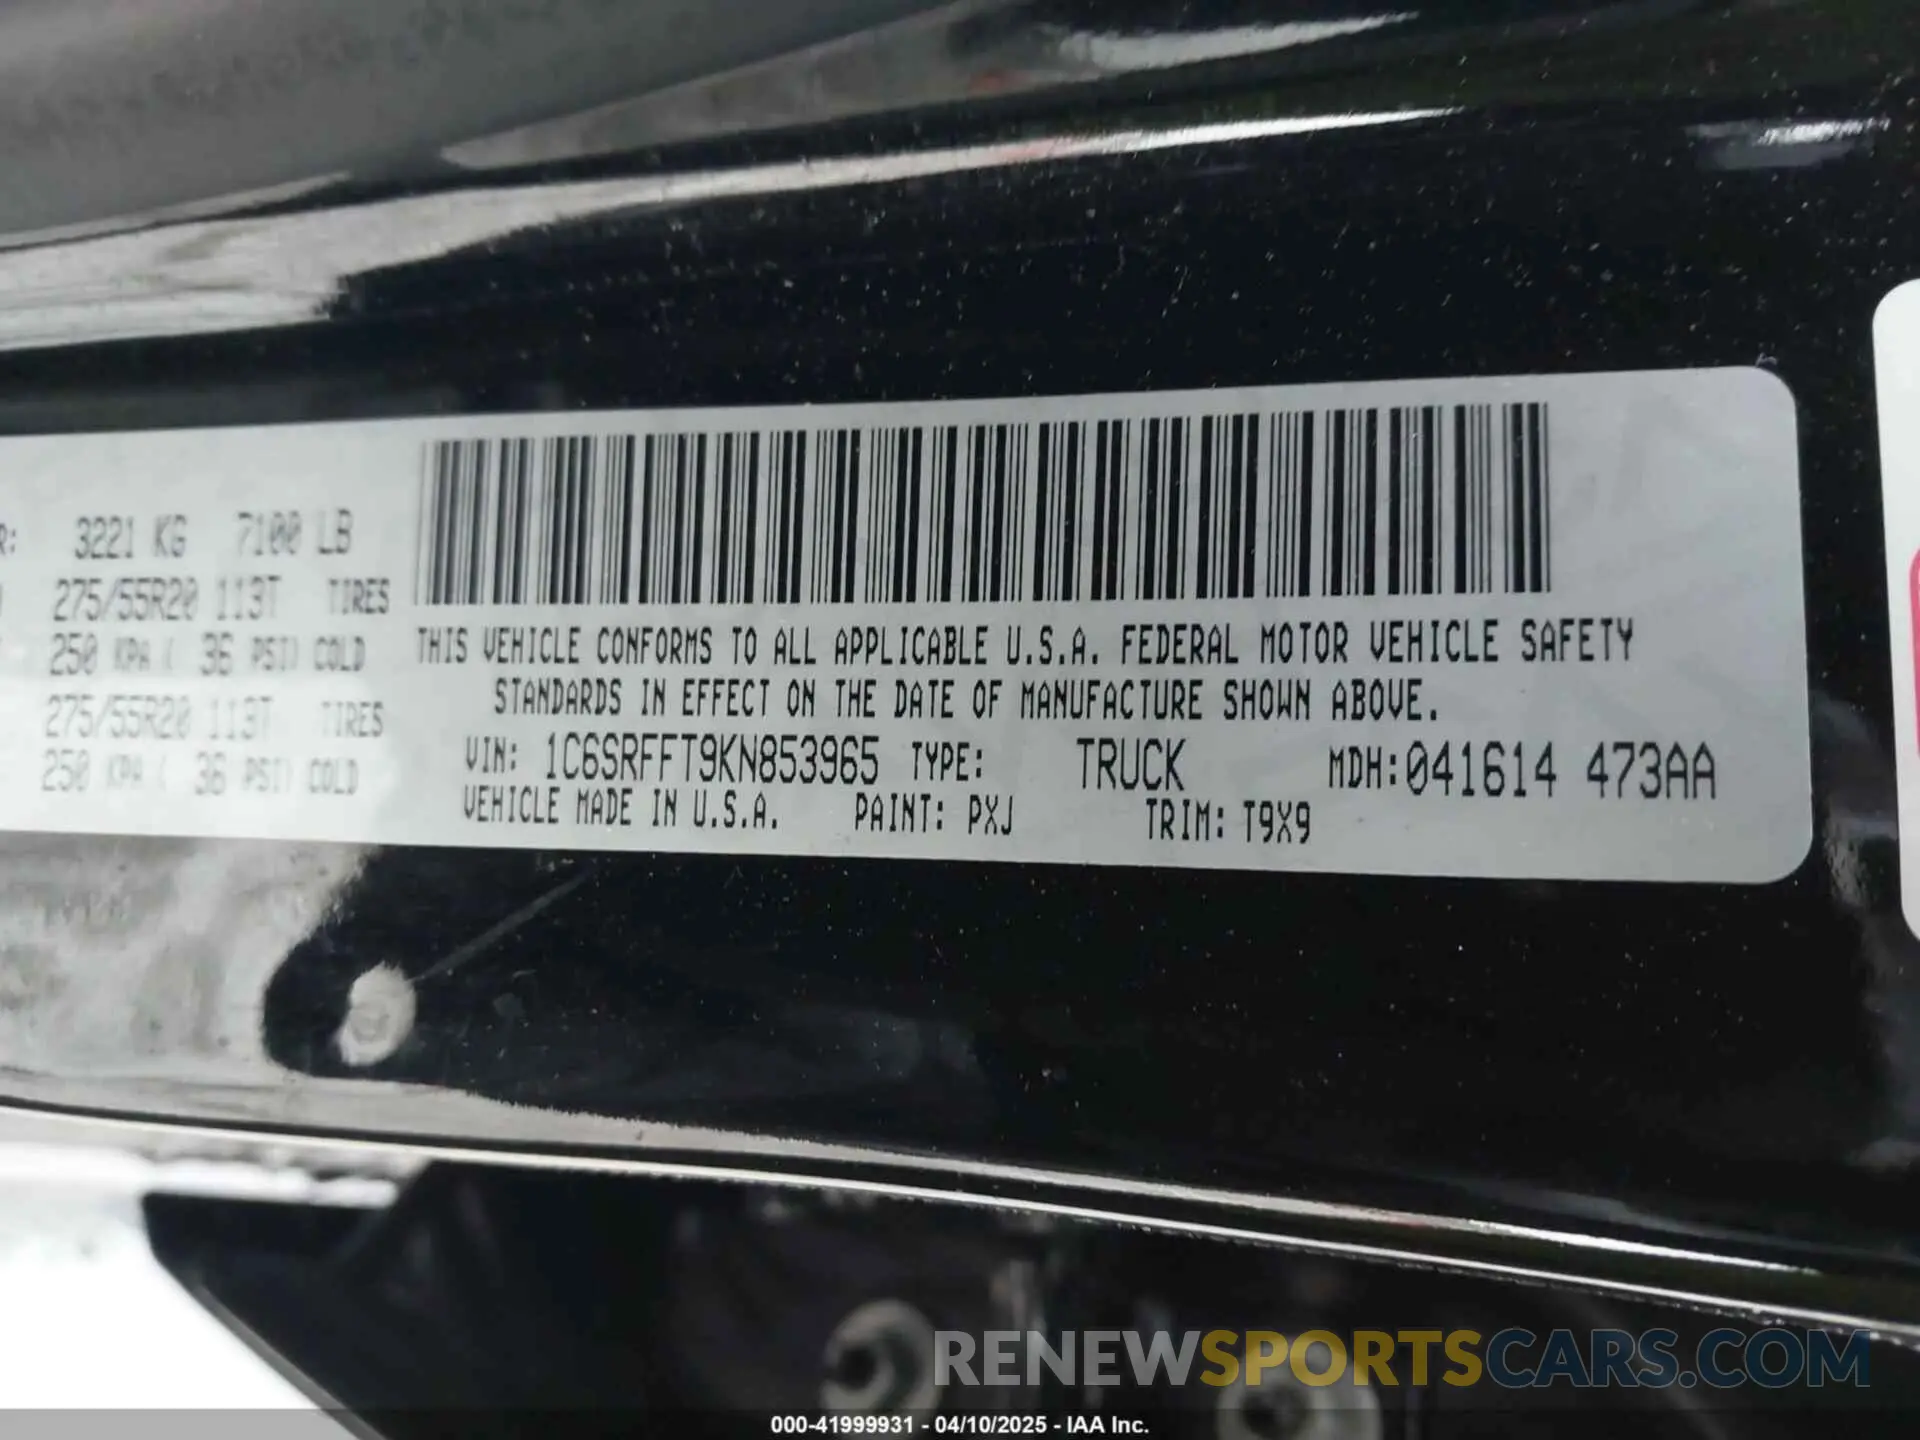 R: 3221 KG 7100 LB
275/55R20 113T TIRES
250 KPA ( 36 PSI) COLD
275/55R20 113T TIRES
250 KPA ( 36 PSI) COLD
THIS VEHICLE CONFORMS TO ALL APPLICABLE U.S.A. FEDERAL MOTOR VEHICLE SAFETY
STANDARDS IN EFFECT ON THE DATE OF MANUFACTURE SHOWN ABOVE.
VIN: 1C6SRFFT9KN853965 TYPE: TRUCK MDH:041614 473AA
VEHICLE MADE IN U.S.A. PAINT: PXJ TRIM: T9X9
RENEWSPORTSCARS.COM
000-41999931 - 04/10/2025 - IAA Inc.